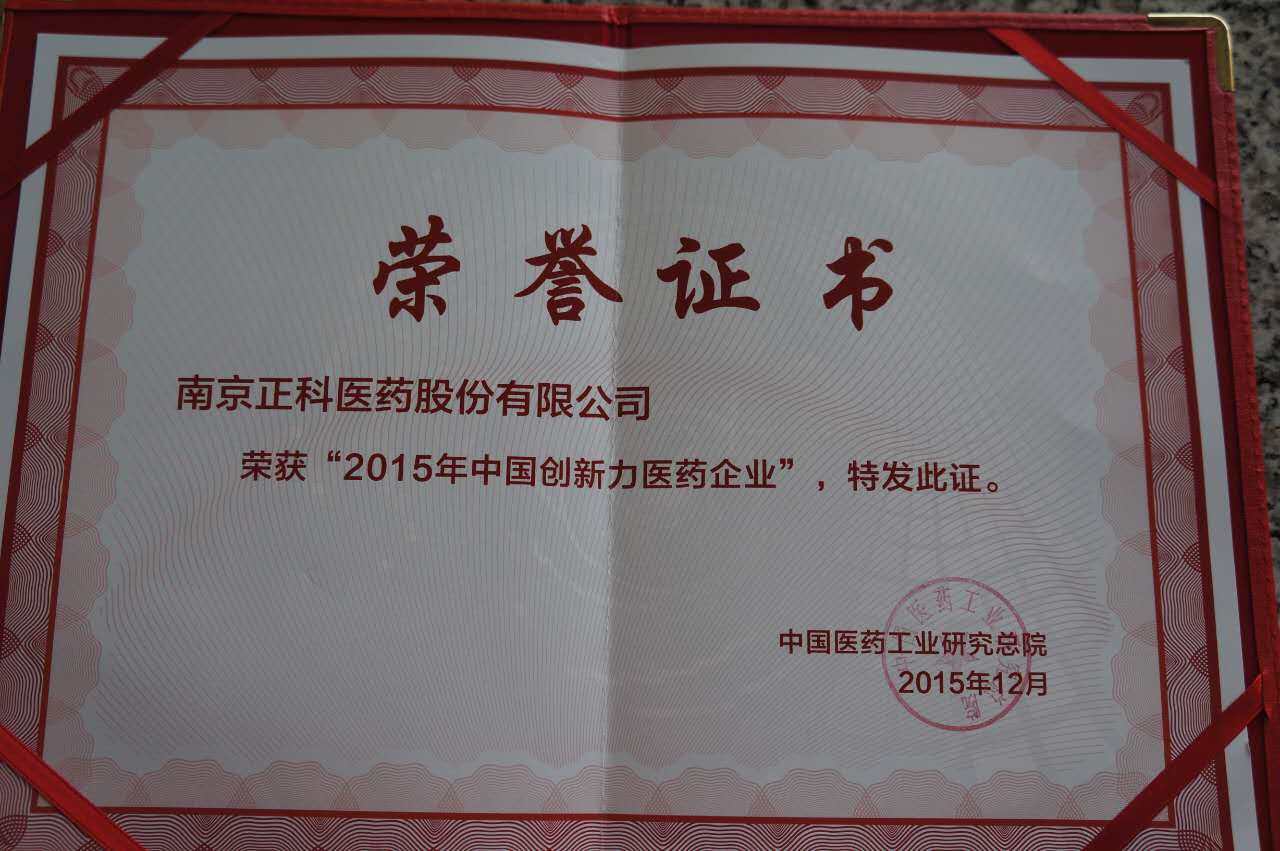 荣誉证书
南京正科医药股份有限公司
荣获“2015年中国创新力医药企业”，特发此证。
中国医药工业研究总院
2015年12月